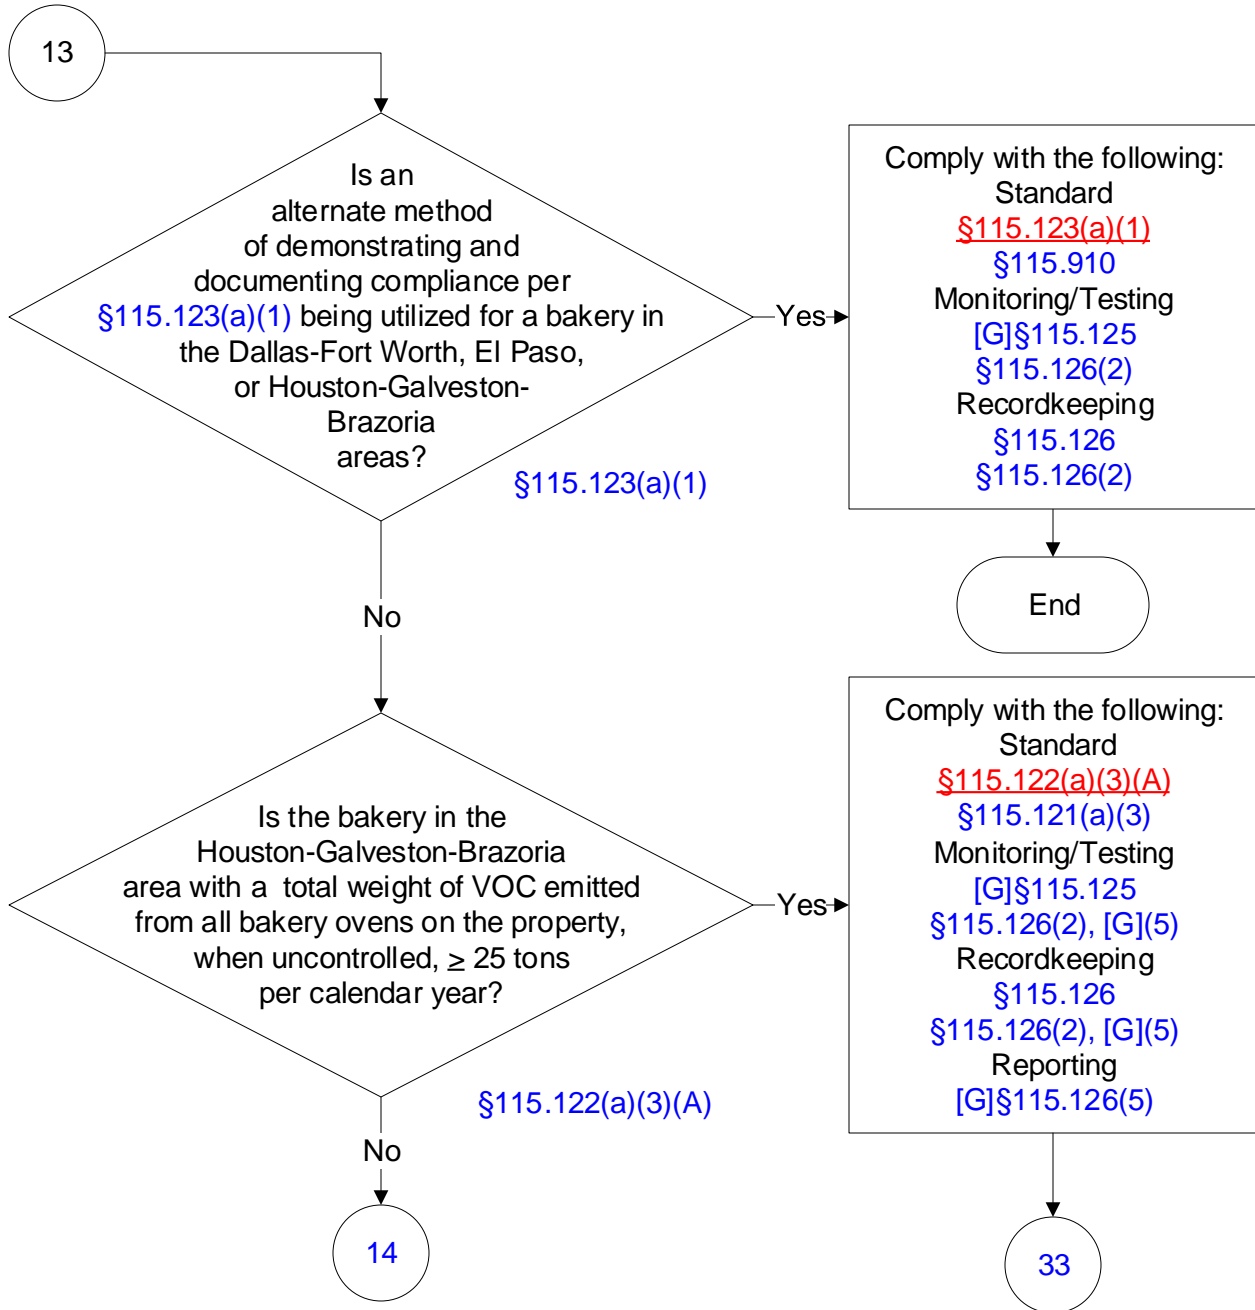 13
Is an
alternate method
of demonstrating and
documenting compliance per
§115.123(a)(1) being utilized for a bakery in
the Dallas-Fort Worth, El Paso,
or Houston-Galveston-
Brazoria
areas?
§115.123(a)(1)
Yes
Comply with the following:
Standard
§115.123(a)(1)
§115.910
Monitoring/Testing
[G]§115.125
§115.126(2)
Recordkeeping
§115.126
§115.126(2)
End
No
Is the bakery in the
Houston-Galveston-Brazoria
area with a total weight of VOC emitted
from all bakery ovens on the property,
when uncontrolled, ≥ 25 tons
per calendar year?
§115.122(a)(3)(A)
Yes
Comply with the following:
Standard
§115.122(a)(3)(A)
§115.121(a)(3)
Monitoring/Testing
[G]§115.125
§115.126(2), [G](5)
Recordkeeping
§115.126
§115.126(2), [G](5)
Reporting
[G]§115.126(5)
No
14
33